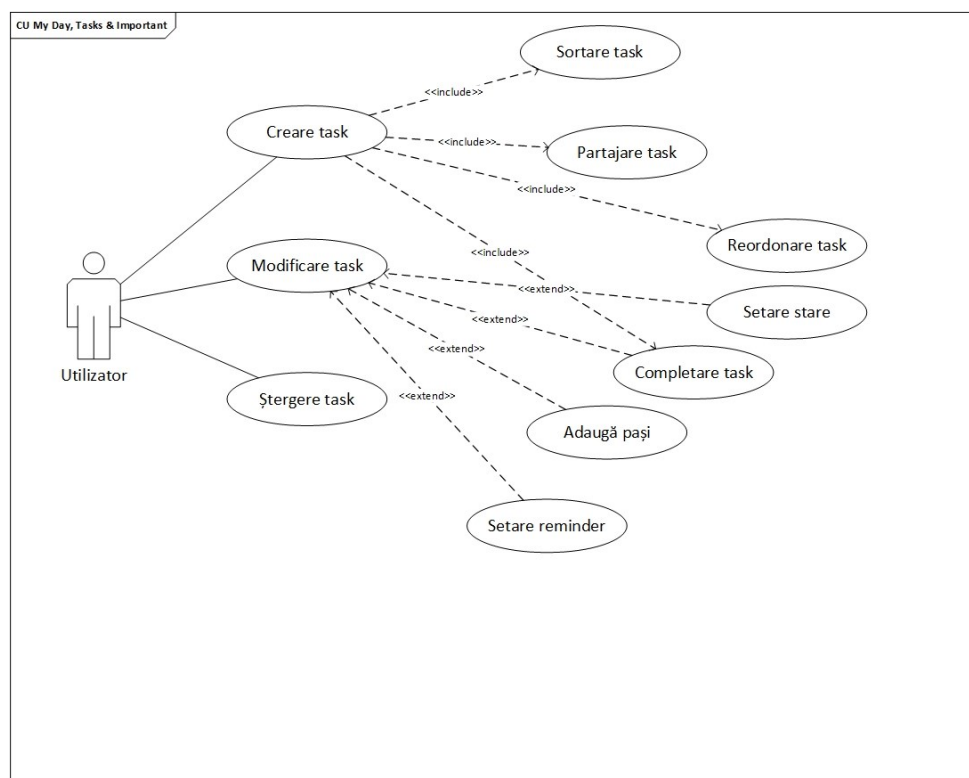 CU My Day, Tasks & Important
Sortare task
<<include>>
Creare task
<<include>>
Partajare task
<<include>>
Reordonare task
<<include>>
Modificare task
<<extend>>
Setare stare
<<extend>>
<<extend>>
Completare task
Utilizator
<<extend>>
Ștergere task
Adaugă pași
Setare reminder